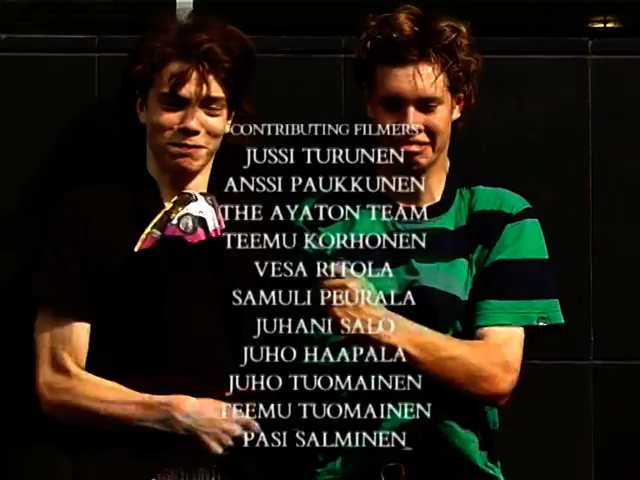 CONTRIBUTING FILMERS
JUSSI TURUNEN
ANSSI PAUKKUNEN
THE AYATON TEAM
TEEMU KORHONEN
VESA RITOLA
SAMULI PEURALA
JUHANI SALO
JUHO HAAPALA
JUHO TUOMAINEN
TEEMU TUOMAINEN
PASI SALMINEN